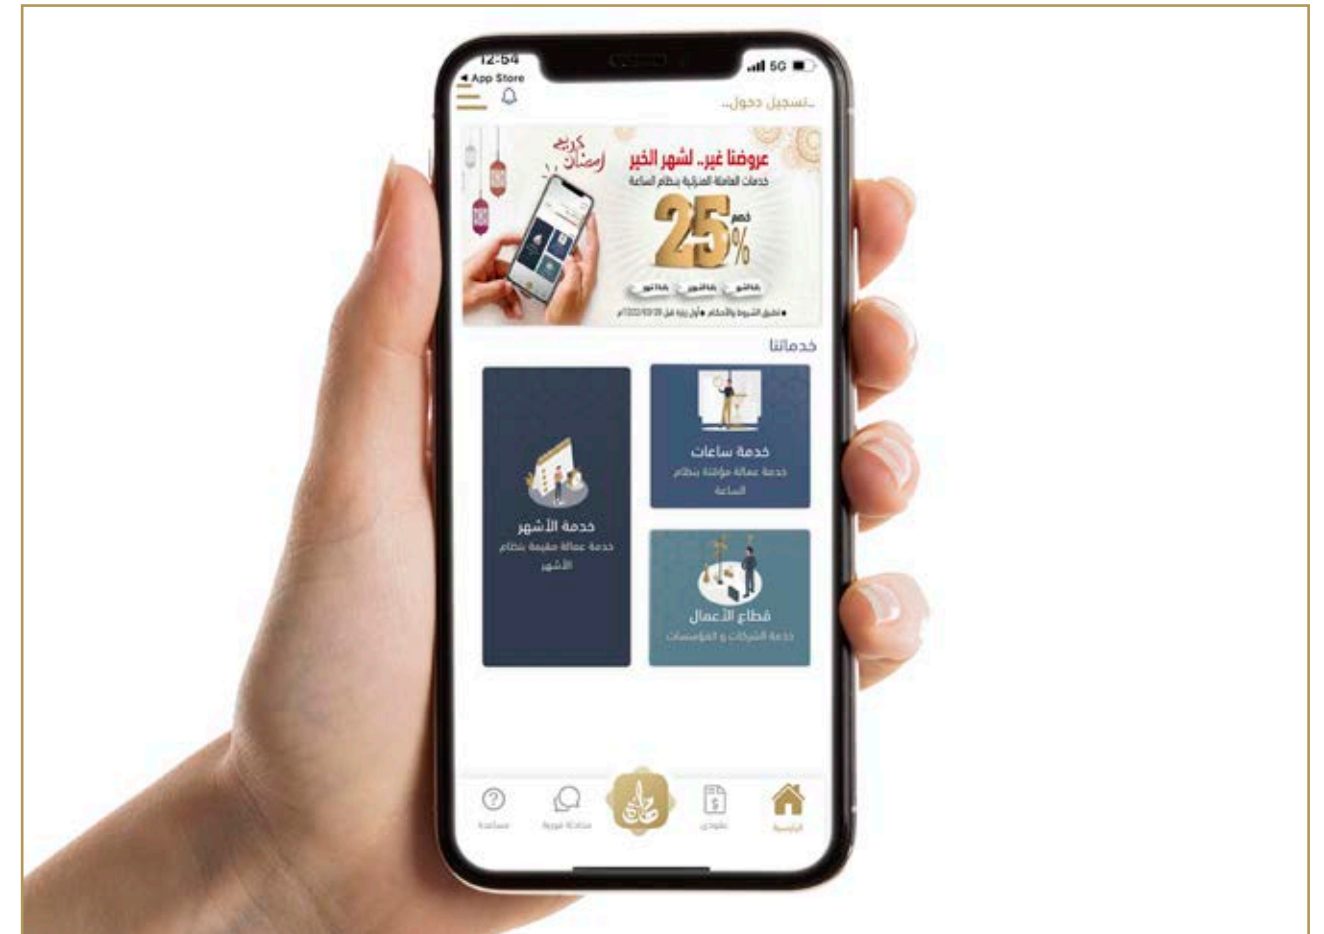 12:54
5G
App Store
..تسجيل دخول..
رمضان
كريم
عروضنا غير.. لشهر الخير
خدمات العاملة المنزلية بنظام الساعة
خصم
25%
خدماتنا
خدمة ساعات
خدمة عمالة مؤقتة بنظام
الساعة
خدمة الأشهر
خدمة عمالة مقيمة بنظام
الأشهر
قطاع الأعمال
خدمة الشركات و المؤسسات
الرئيسية
عقودي
محادثة فورية
مساعدة